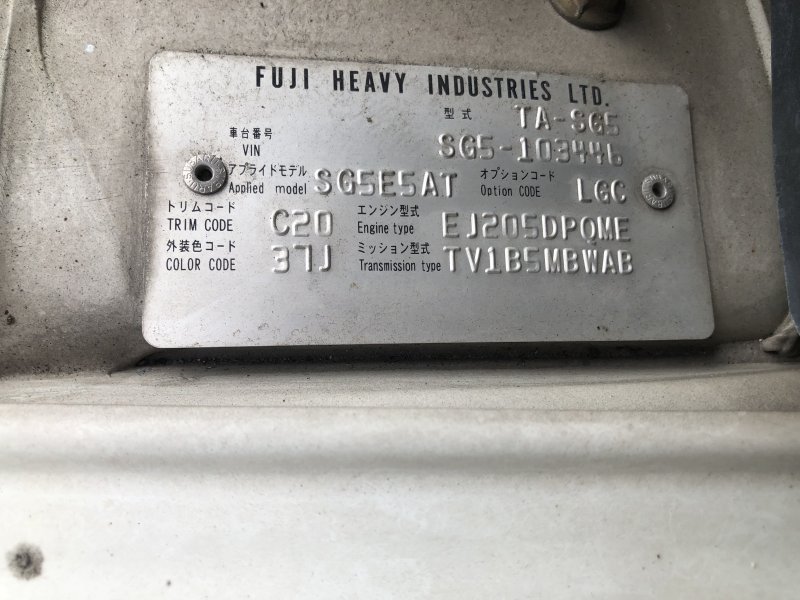 FUJI HEAVY INDUSTRIES LTD.
型式 TA-SG5
車台番号 VIN SG5-103446
アプライドモデル Applied model SG5E5AT オプションコード Option CODE LGC
トリムコード TRIM CODE C20 エンジン型式 Engine type EJ205DPQME
外装色コード COLOR CODE 37J ミッション型式 Transmission type TV1B5MBWAB